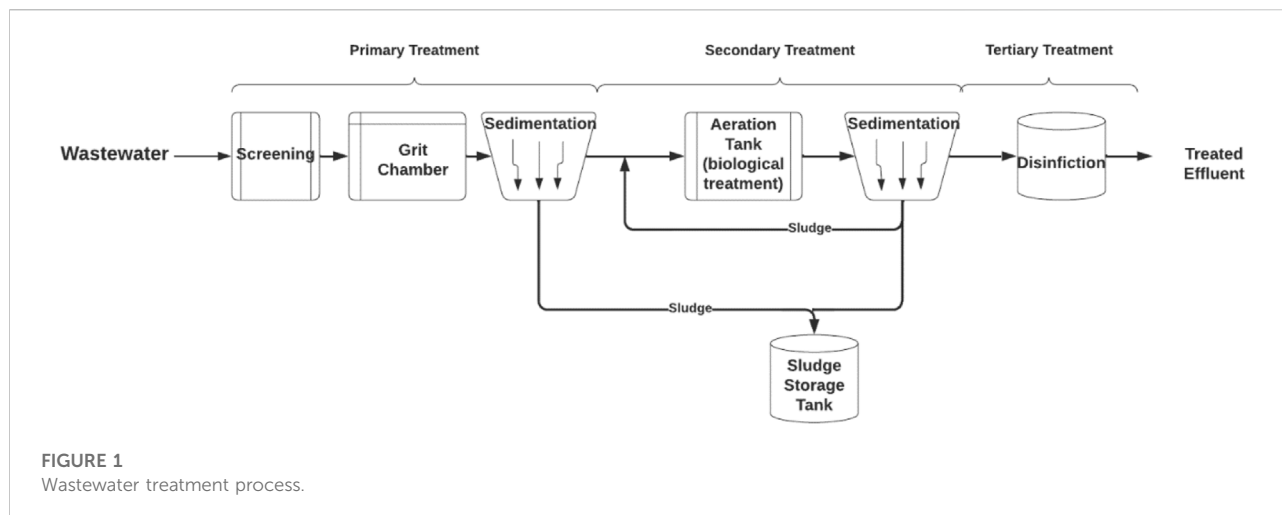 Primary Treatment
Secondary Treatment
Tertiary Treatment
Wastewater
Screening
Grit
Chamber
Sedimentation
Aeration
Tank
(biological
treatment)
Sedimentation
Disinfiction
Treated
Effluent
Sludge
Sludge
Sludge
Storage
Tank
FIGURE 1
Wastewater treatment process.